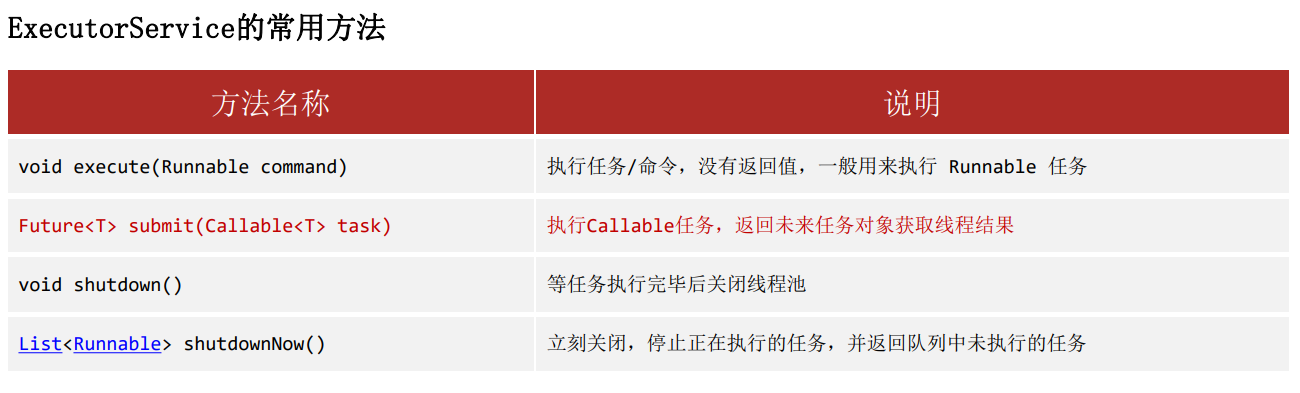 ExecutorService的常用方法
方法名称 说明
void execute(Runnable command) 执行任务/命令，没有返回值，一般用来执行 Runnable 任务
Future<T> submit(Callable<T> task) 执行Callable任务，返回未来任务对象获取线程结果
void shutdown() 等任务执行完毕后关闭线程池
List<Runnable> shutdownNow() 立刻关闭，停止正在执行的任务，并返回队列中未执行的任务